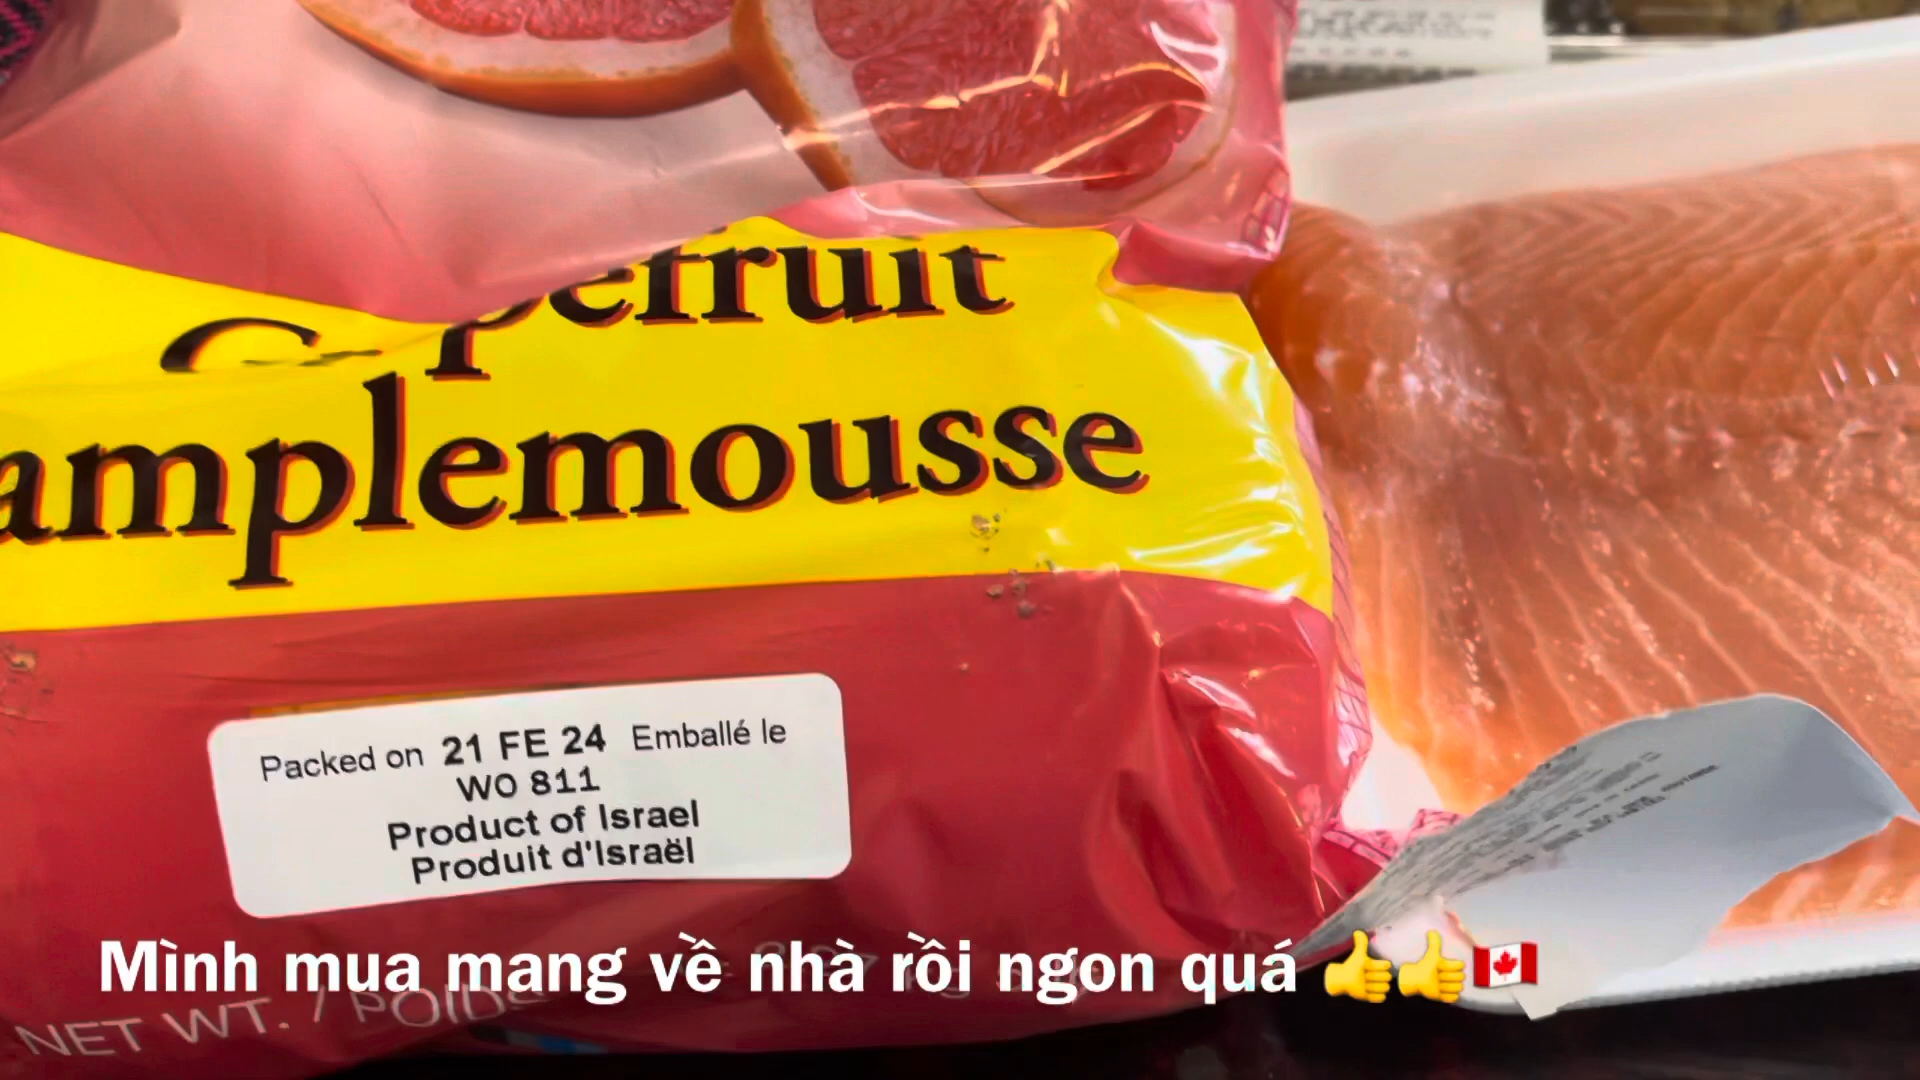 pefruit
amplemousse
Packed on 21 FE 24 Emballé le
WO 811
Product of Israel
Produit d'Israël
Mình mua mang về nhà rồi ngon quá 👍👍🇨🇦
NET WT. / POIDS